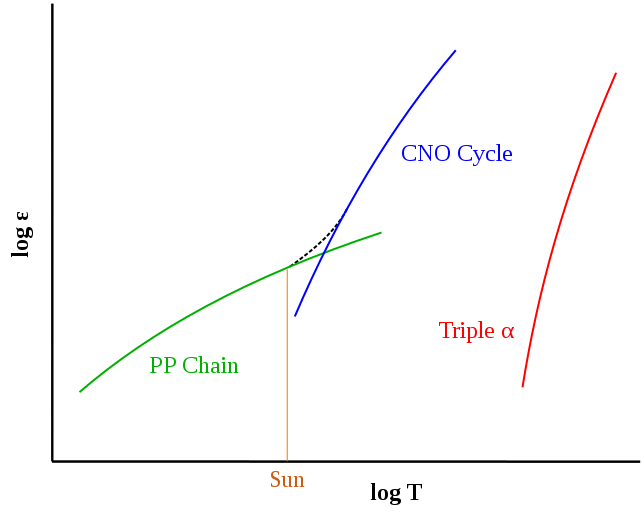 CNO Cycle
log ε
Triple α
PP Chain
Sun
log T